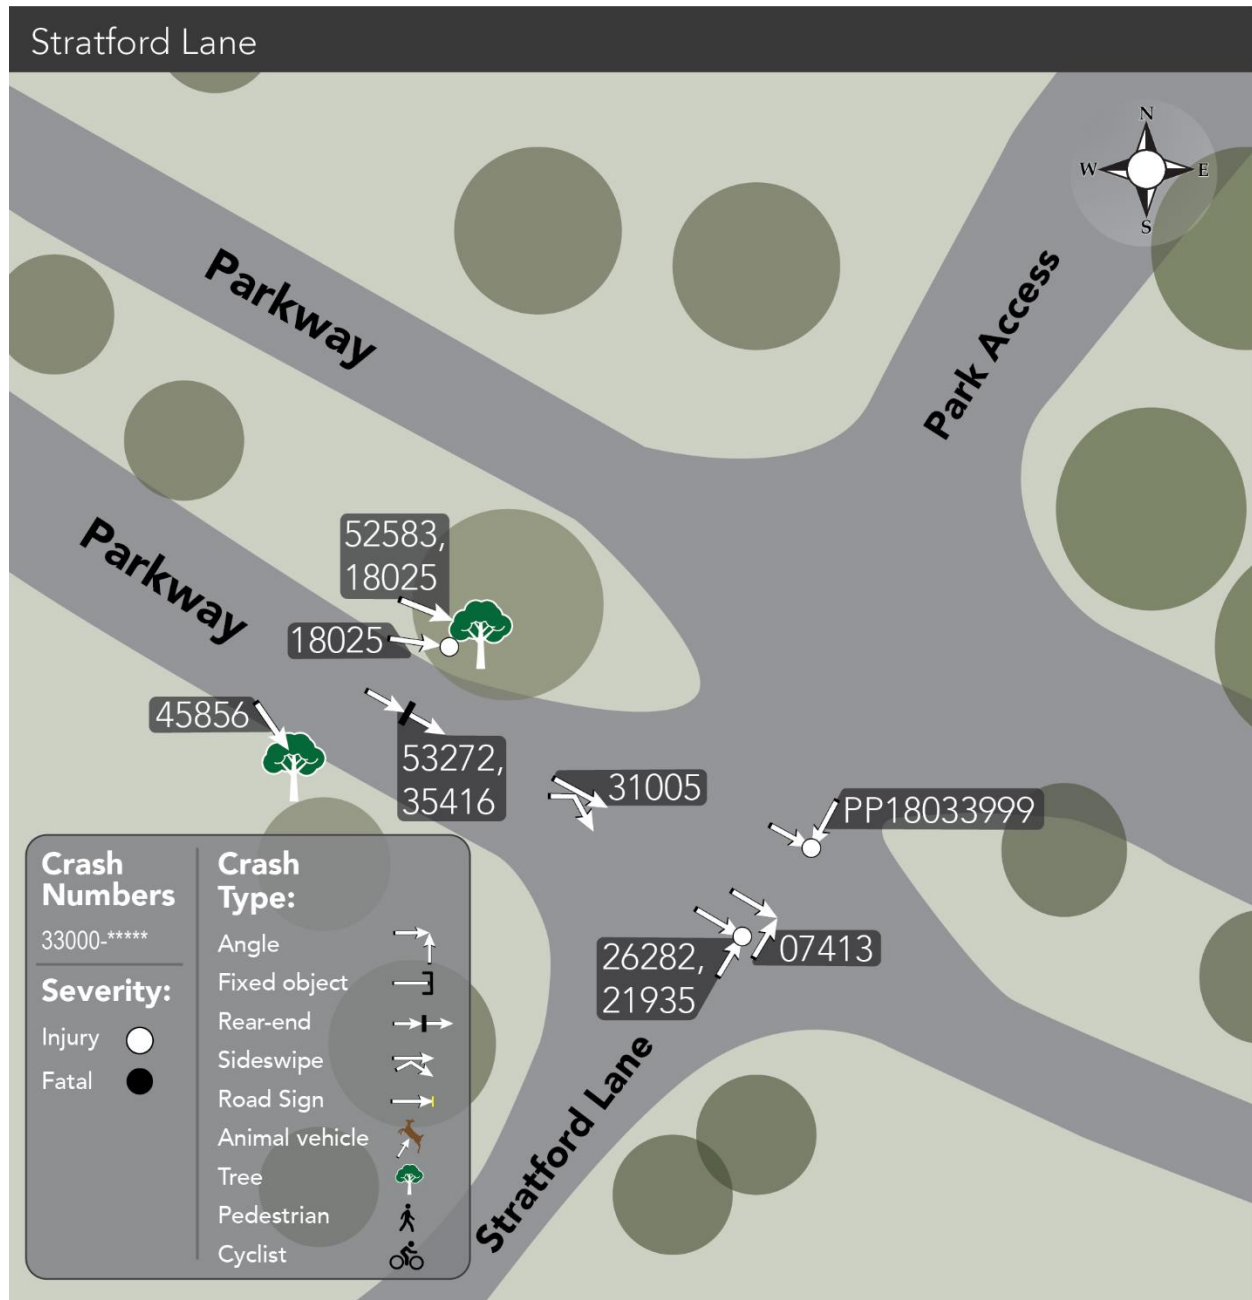 Stratford Lane
N
W
E
S
Parkway
Park Access
Parkway
52583,
18025
18025
45856
53272,
35416
31005
PP18033999
26282,
21935
07413
Stratford Lane
Crash
Numbers
33000-*****
Severity:
Injury
Fatal
Crash
Type:
Angle
Fixed object
Rear-end
Sideswipe
Road Sign
Animal vehicle
Tree
Pedestrian
Cyclist